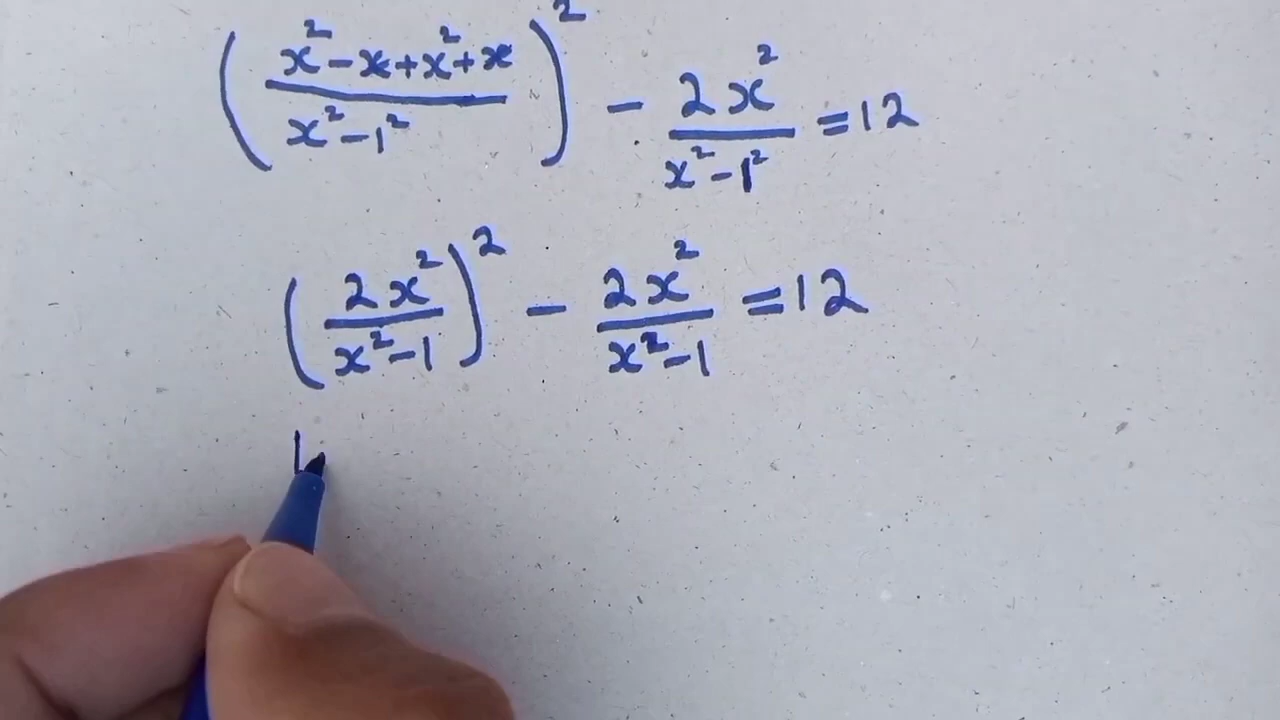 (x²-x+x²+x / x²-1²)² - 2x² / x²-1² = 12
(2x² / x²-1)² - 2x² / x²-1 = 12